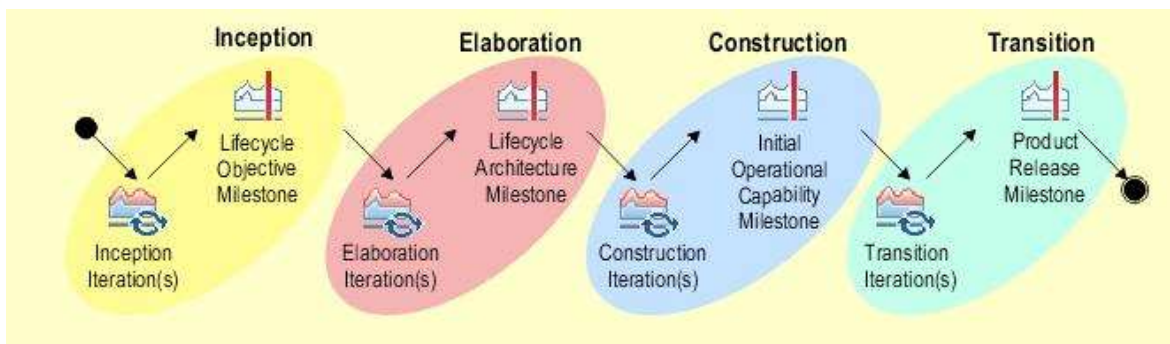 Inception
Elaboration
Construction
Transition
Lifecycle
Objective
Milestone
Inception
Iteration(s)
Lifecycle
Architecture
Milestone
Elaboration
Iteration(s)
Initial
Operational
Capability
Milestone
Construction
Iteration(s)
Product
Release
Milestone
Transition
Iteration(s)